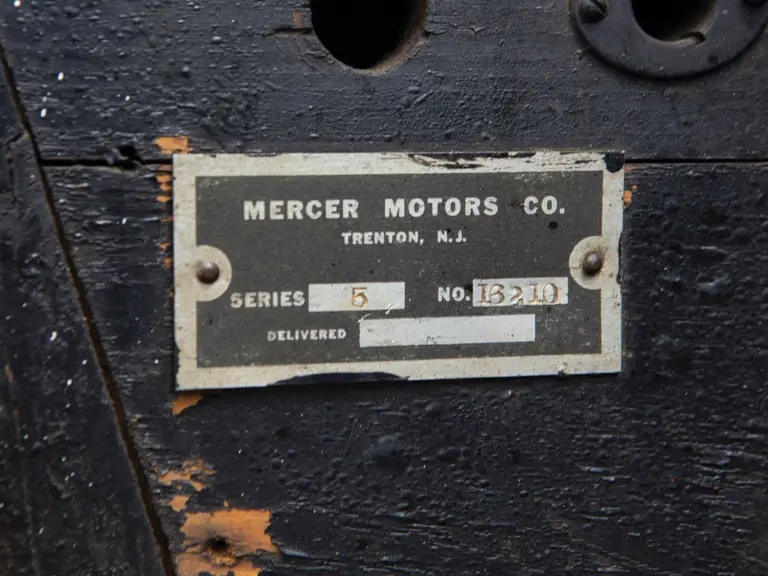 MERCER MOTORS CO.
TRENTON, N.J.
SERIES 5 NO. 16210
DELIVERED